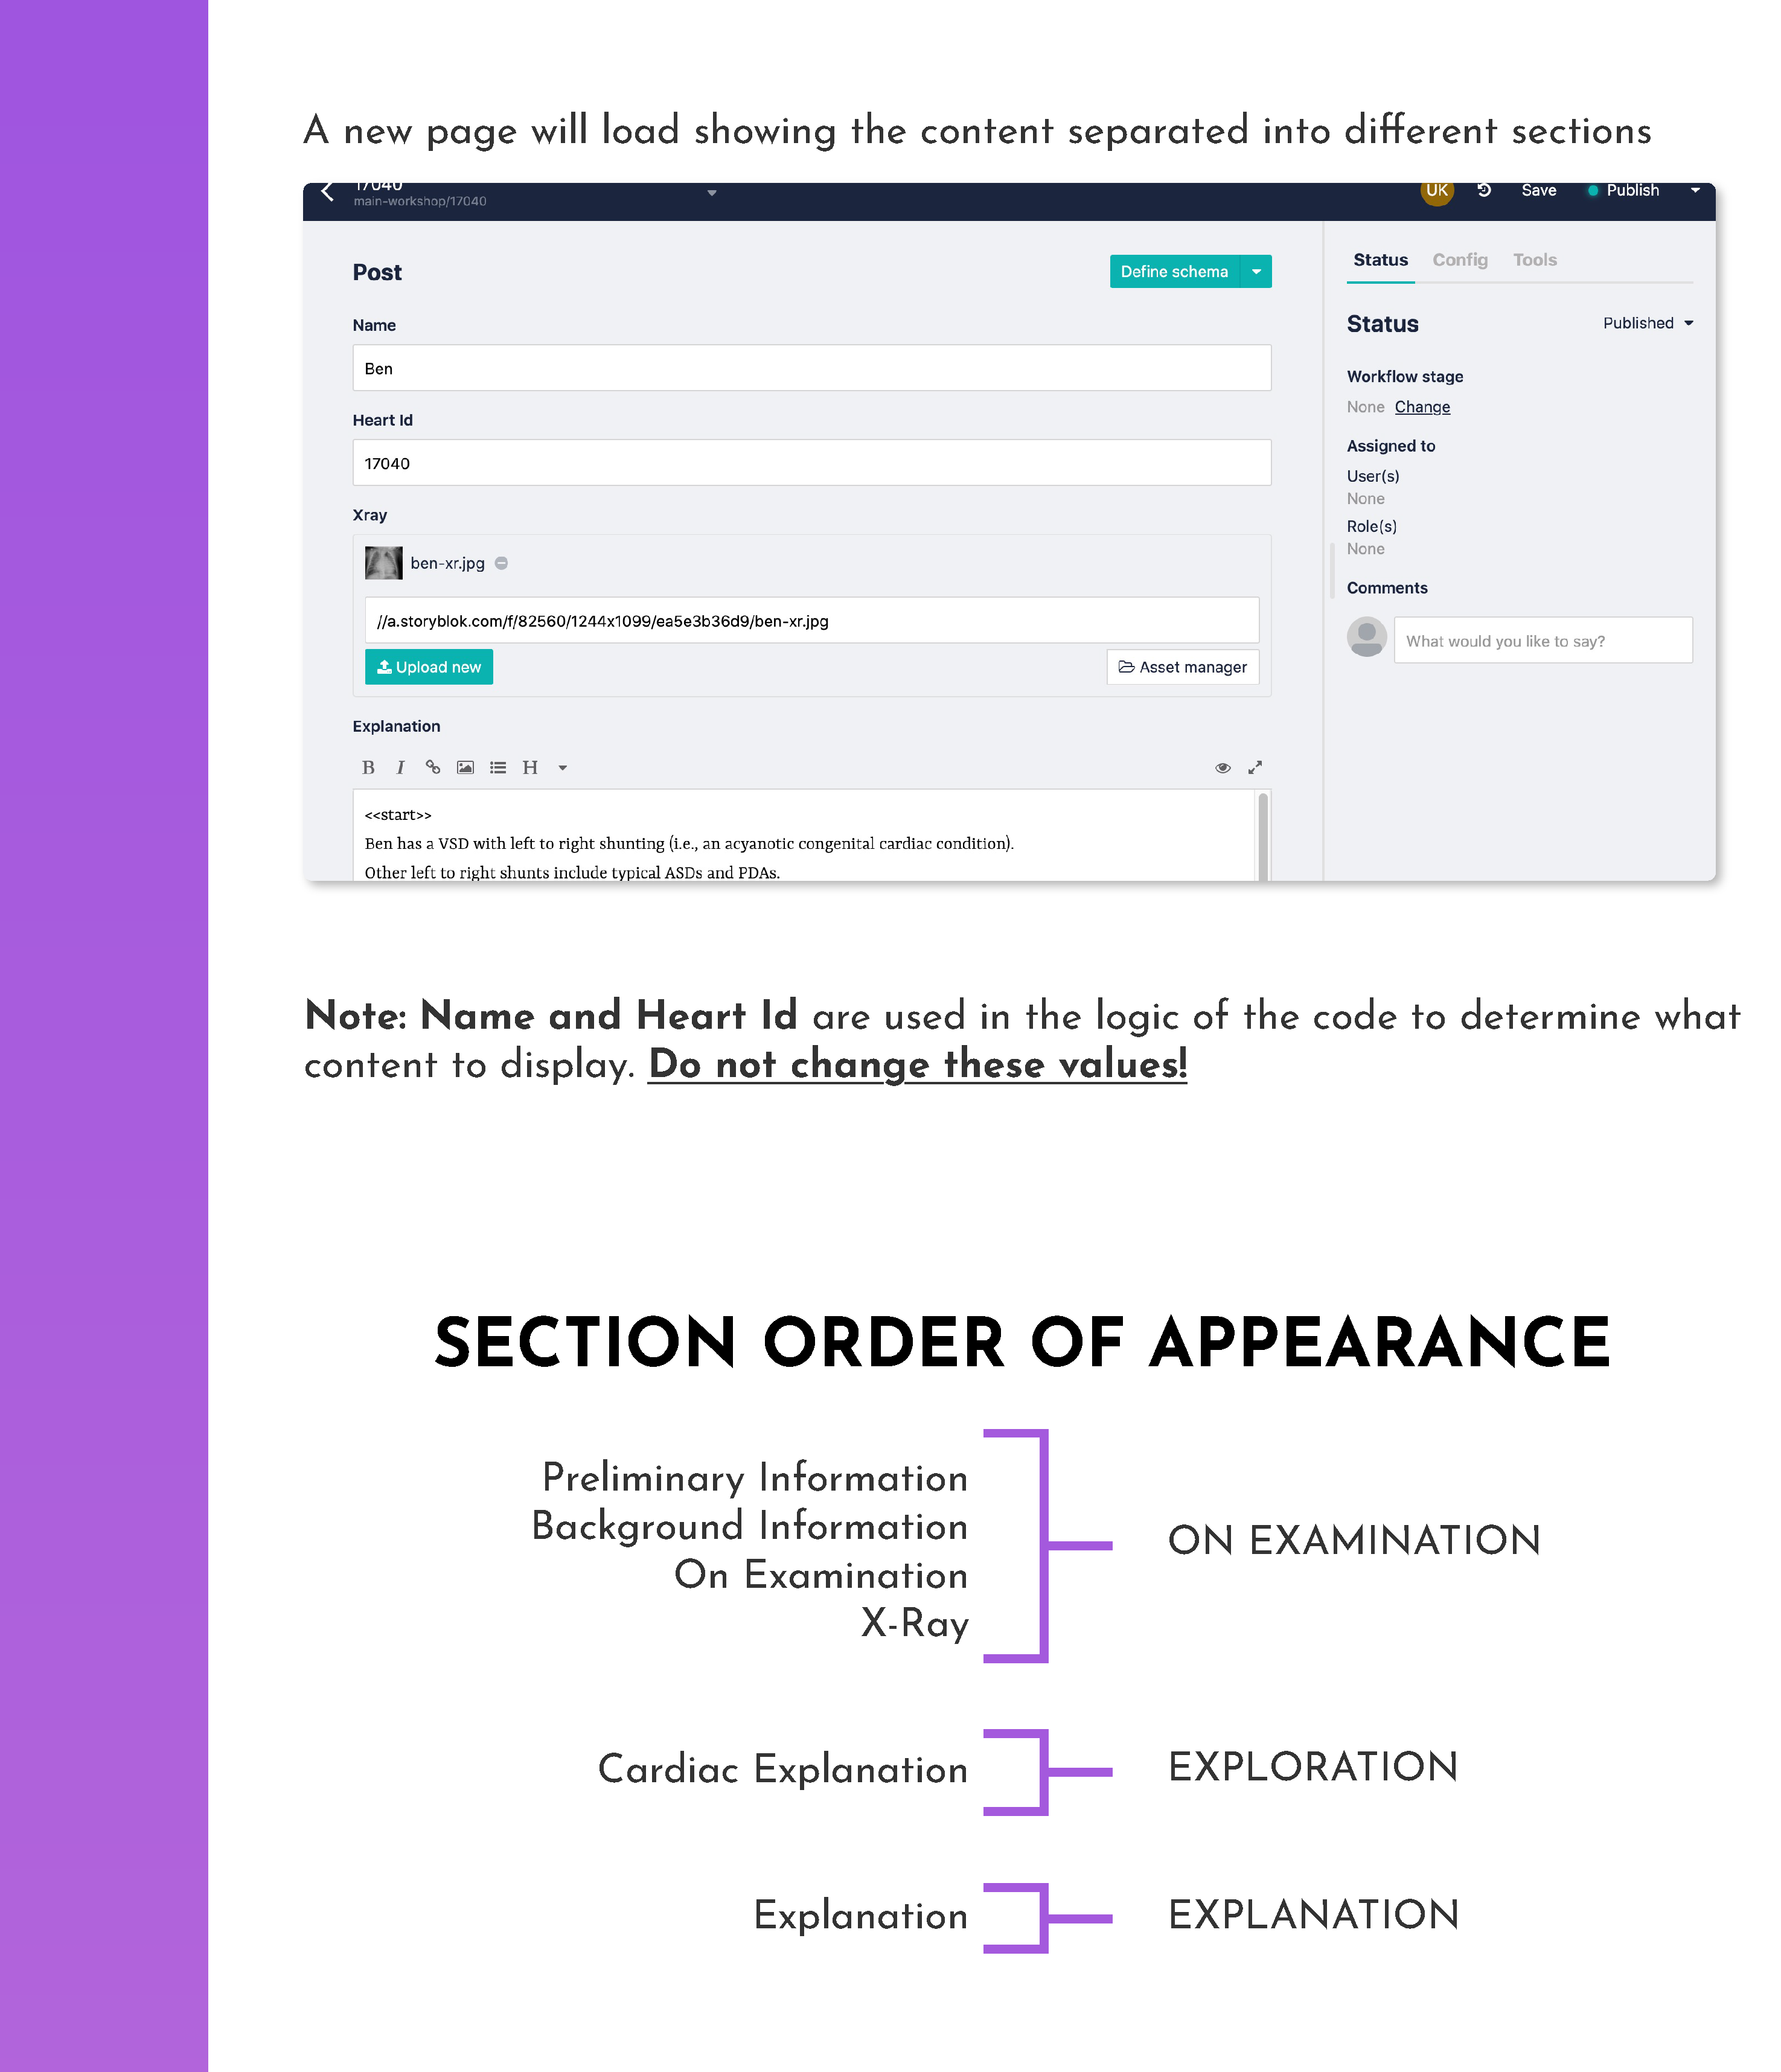 A new page will load showing the content separated into different sections
17040
main-workshop/17040
UK Save Publish
Post
Define schema
Name
Ben
Heart Id
17040
Xray
ben-xr.jpg
//a.storyblok.com/f/82560/1244x1099/ea5e3b36d9/ben-xr.jpg
Upload new
Asset manager
Explanation
B I H
<<start>>
Ben has a VSD with left to right shunting (i.e., an acyanotic congenital cardiac condition).
Other left to right shunts include typical ASDs and PDAs.
Status Config Tools
Status
Published
Workflow stage
None Change
Assigned to
User(s)
None
Role(s)
None
Comments
What would you like to say?
Note: Name and Heart Id are used in the logic of the code to determine what
content to display. Do not change these values!
SECTION ORDER OF APPEARANCE
Preliminary Information
Background Information
On Examination
X-Ray
ON EXAMINATION
Cardiac Explanation
EXPLORATION
Explanation
EXPLANATION